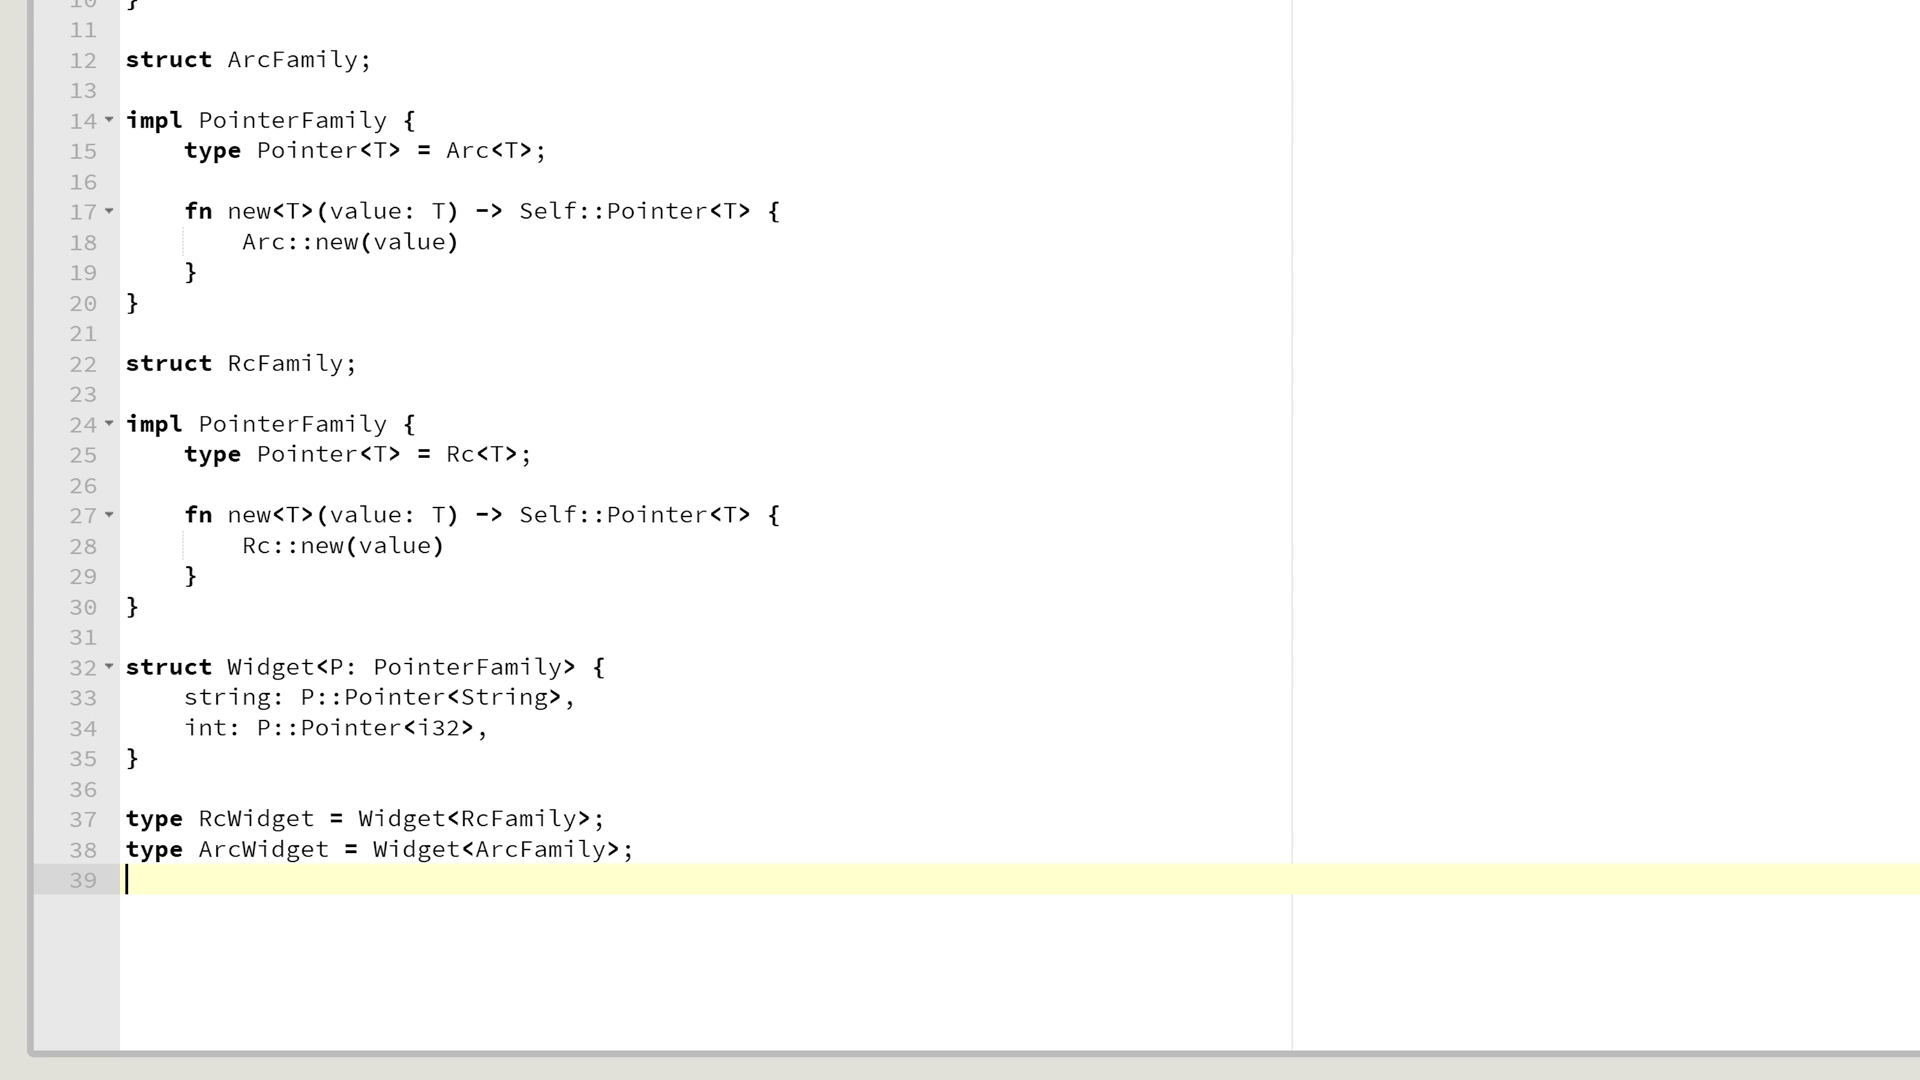 10 }
11
12 struct ArcFamily;
13
14 impl PointerFamily {
15     type Pointer<T> = Arc<T>;
16
17     fn new<T>(value: T) -> Self::Pointer<T> {
18         Arc::new(value)
19     }
20 }
21
22 struct RcFamily;
23
24 impl PointerFamily {
25     type Pointer<T> = Rc<T>;
26
27     fn new<T>(value: T) -> Self::Pointer<T> {
28         Rc::new(value)
29     }
30 }
31
32 struct Widget<P: PointerFamily> {
33     string: P::Pointer<String>,
34     int: P::Pointer<i32>,
35 }
36
37 type RcWidget = Widget<RcFamily>;
38 type ArcWidget = Widget<ArcFamily>;
39